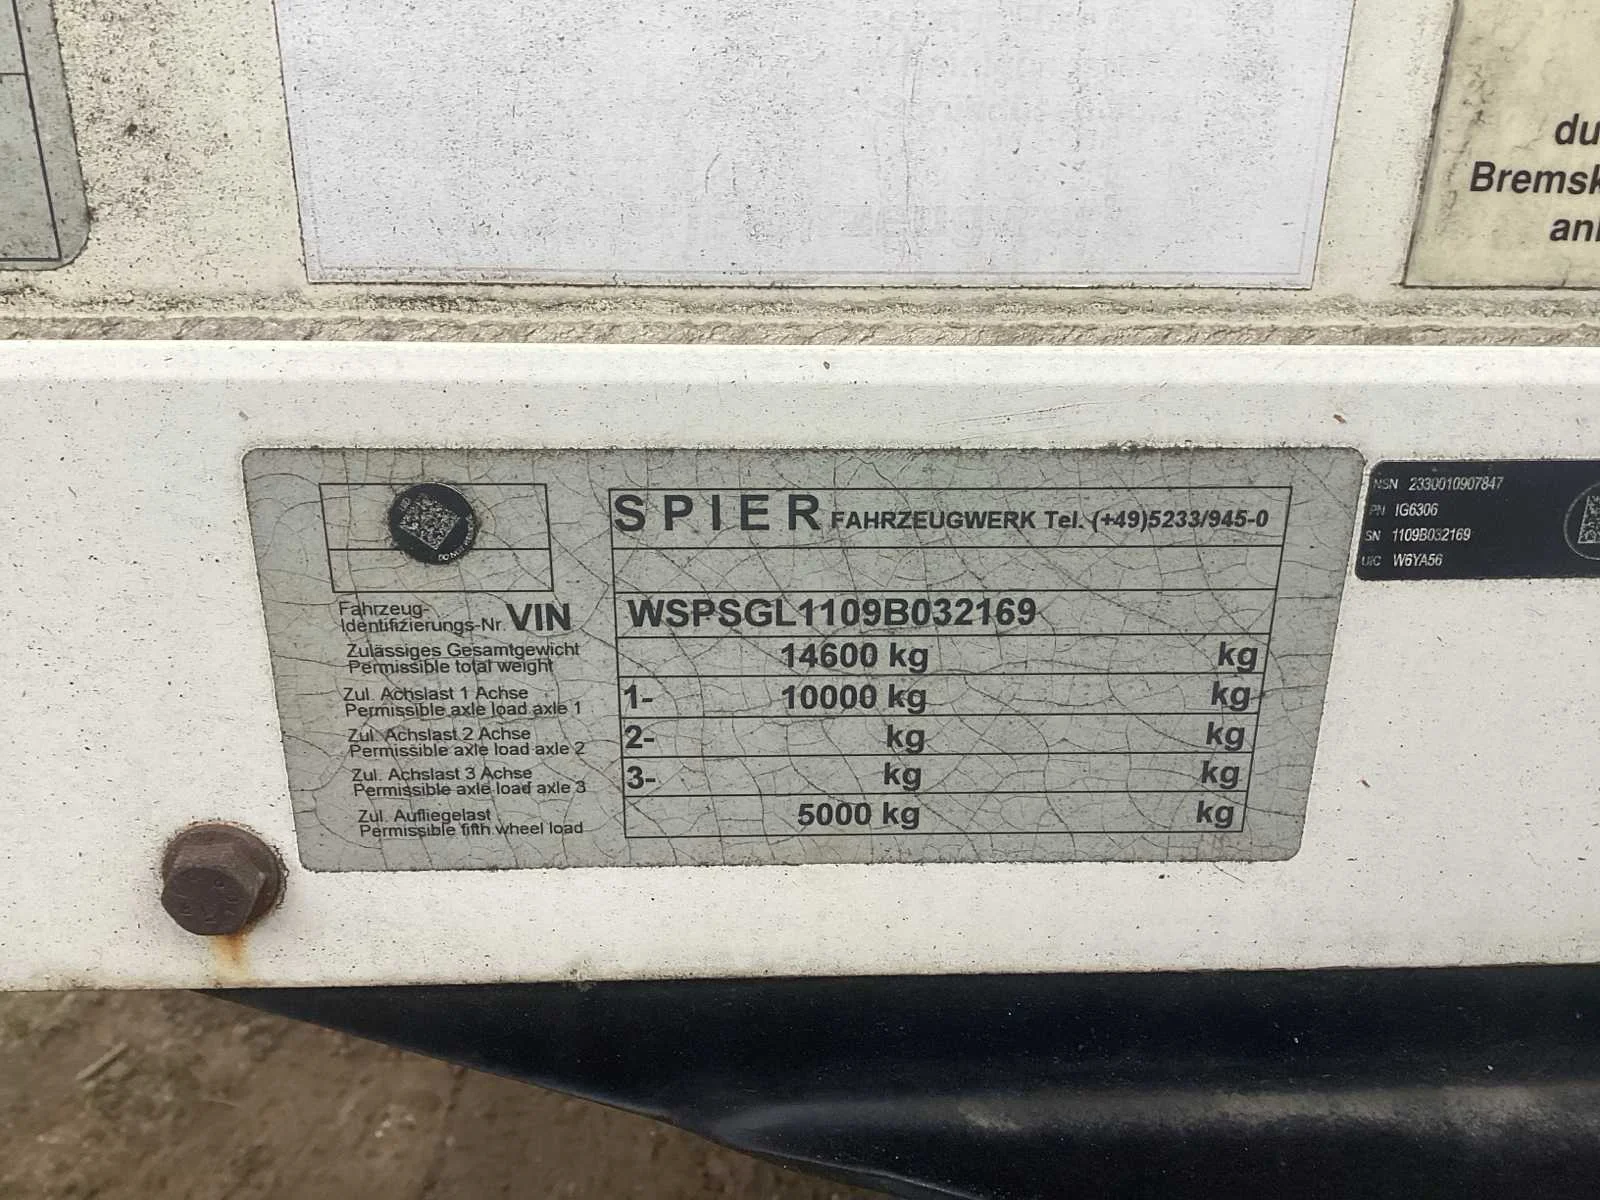 du
Bremsk
an
SPIER FAHRZEUGWERK Tel. (+49)5233/945-0
Fahrzeug-
Identifizierungs-Nr. VIN WSPSGL1109B032169
Zulässiges Gesamtgewicht
Permissible total weight 14600 kg kg
Zul. Achslast 1 Achse
Permissible axle load axle 1 1- 10000 kg kg
Zul. Achslast 2 Achse
Permissible axle load axle 2 2- kg kg
Zul. Achslast 3 Achse
Permissible axle load axle 3 3- kg kg
Zul. Aufliegelast
Permissible fifth wheel load 5000 kg kg
NSN 2330010907847
PN IG6306
SN 1109B032169
UIC W6YA56